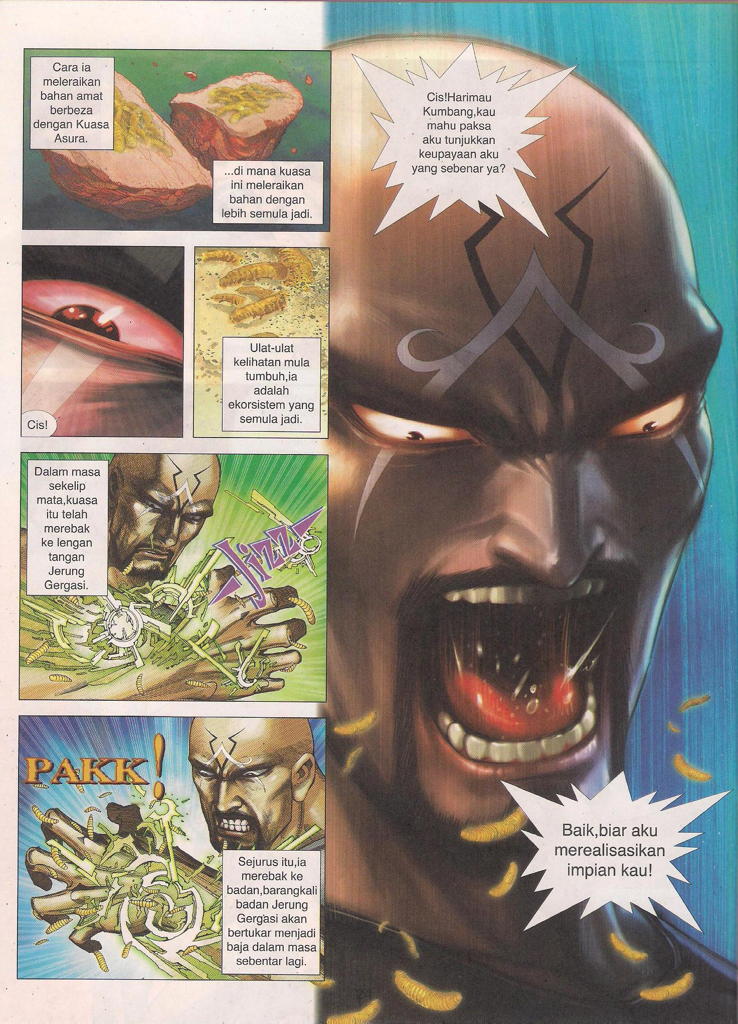 Cara ia
meleraikan
bahan amat
berbeza
dengan Kuasa
Asura.
...di mana kuasa
ini meleraikan
bahan dengan
lebih semula jadi.
Cis!
Ulat-ulat
kelihatan mula
tumbuh,ia
adalah
ekorsistem yang
semula jadi.
Dalam masa
sekelip
mata,kuasa
itu telah
merebak
ke lengan
tangan
Jerung
Gergasi.
Jizz
PAKK!
Sejurus itu,ia
merebak ke
badan,barangkali
badan Jerung
Gergasi akan
bertukar menjadi
baja dalam masa
sebentar lagi.
Cis!Harimau
Kumbang,kau
mahu paksa
aku tunjukkan
keupayaan aku
yang sebenar ya?
Baik,biar aku
merealisasikan
impian kau!